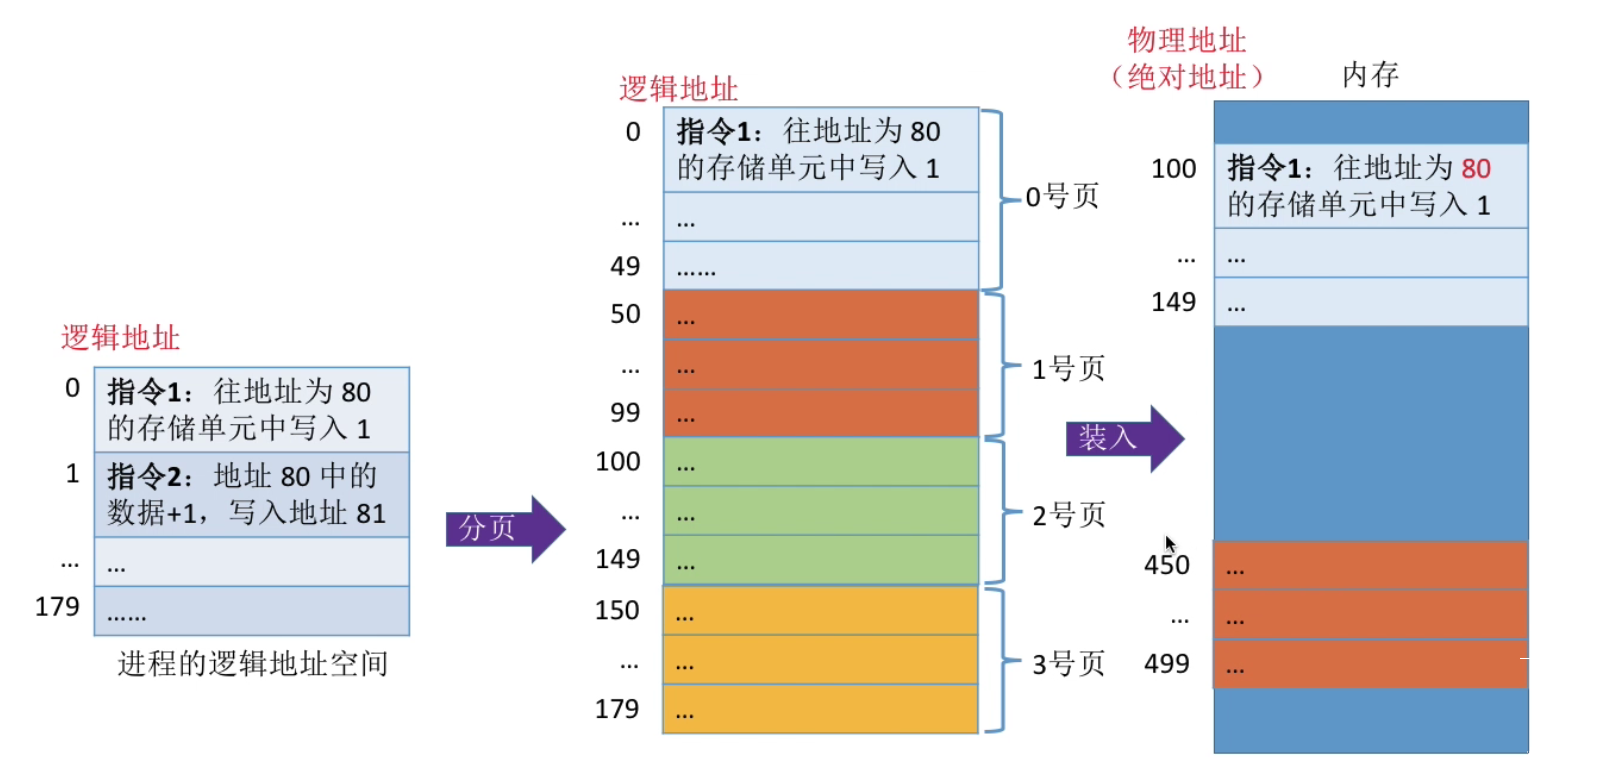 逻辑地址
0
指令1：往地址为 80
的存储单元中写入 1
1
指令2：地址 80 中的
数据+1，写入地址 81
...
...
179
......
进程的逻辑地址空间
分页
逻辑地址
0
指令1：往地址为 80
的存储单元中写入 1
...
...
49
......
0号页
50
...
...
...
99
...
1号页
100
...
...
...
149
...
2号页
150
...
...
...
179
...
3号页
装入
物理地址
（绝对地址）
内存
100
指令1：往地址为 80
的存储单元中写入 1
...
...
149
...
450
...
...
...
499
...